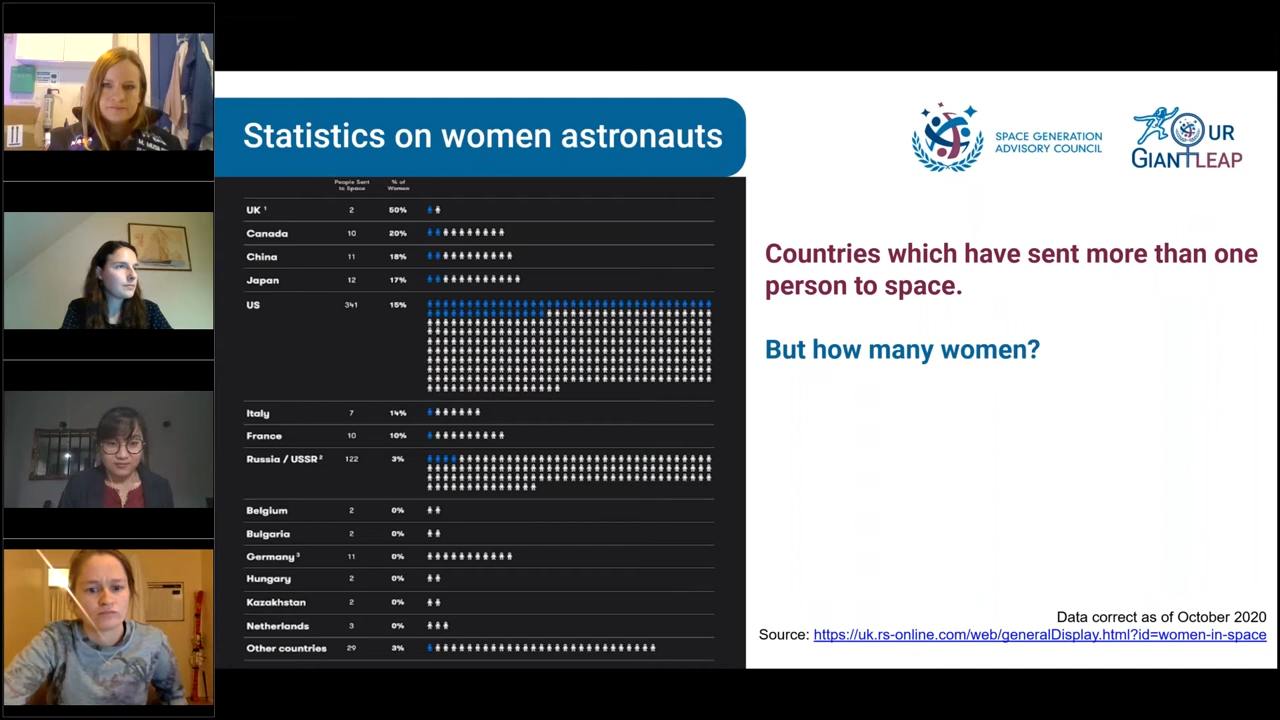 Statistics on women astronauts
SPACE GENERATION
ADVISORY COUNCIL
OUR
GIANTLEAP
People Sent
to Space
% of
Women
UK ¹ 2 50%
Canada 10 20%
China 11 18%
Japan 12 17%
US 341 15%
Italy 7 14%
France 10 10%
Russia / USSR ² 122 3%
Belgium 2 0%
Bulgaria 2 0%
Germany ³ 11 0%
Hungary 2 0%
Kazakhstan 2 0%
Netherlands 3 0%
Other countries 29 3%
Countries which have sent more than one
person to space.
But how many women?
Data correct as of October 2020
Source: https://uk.rs-online.com/web/generalDisplay.html?id=women-in-space